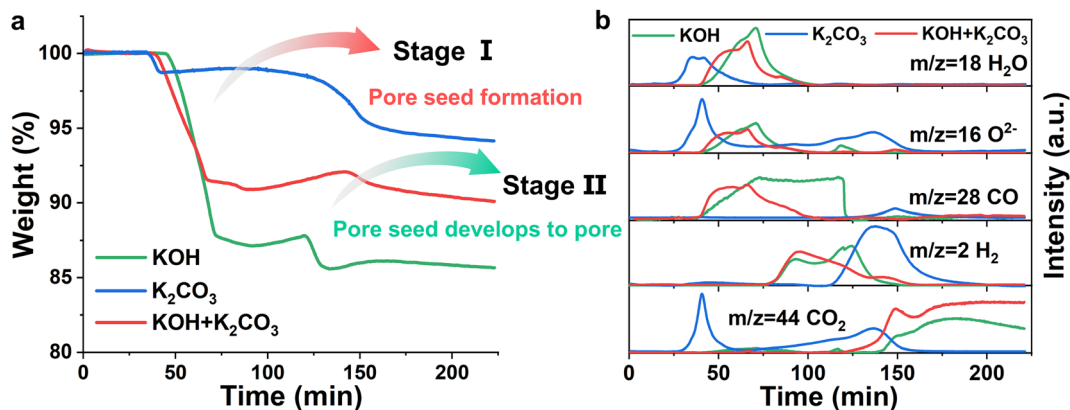 a
Weight (%)
100
95
90
85
80
Stage I
Pore seed formation
Stage II
Pore seed develops to pore
KOH
K₂CO₃
KOH+K₂CO₃
0 50 100 150 200
Time (min)
b
KOH K₂CO₃ KOH+K₂CO₃
m/z=18 H₂O
m/z=16 O²⁻
m/z=28 CO
m/z=2 H₂
m/z=44 CO₂
0 50 100 150 200
Time (min)
Intensity (a.u.)